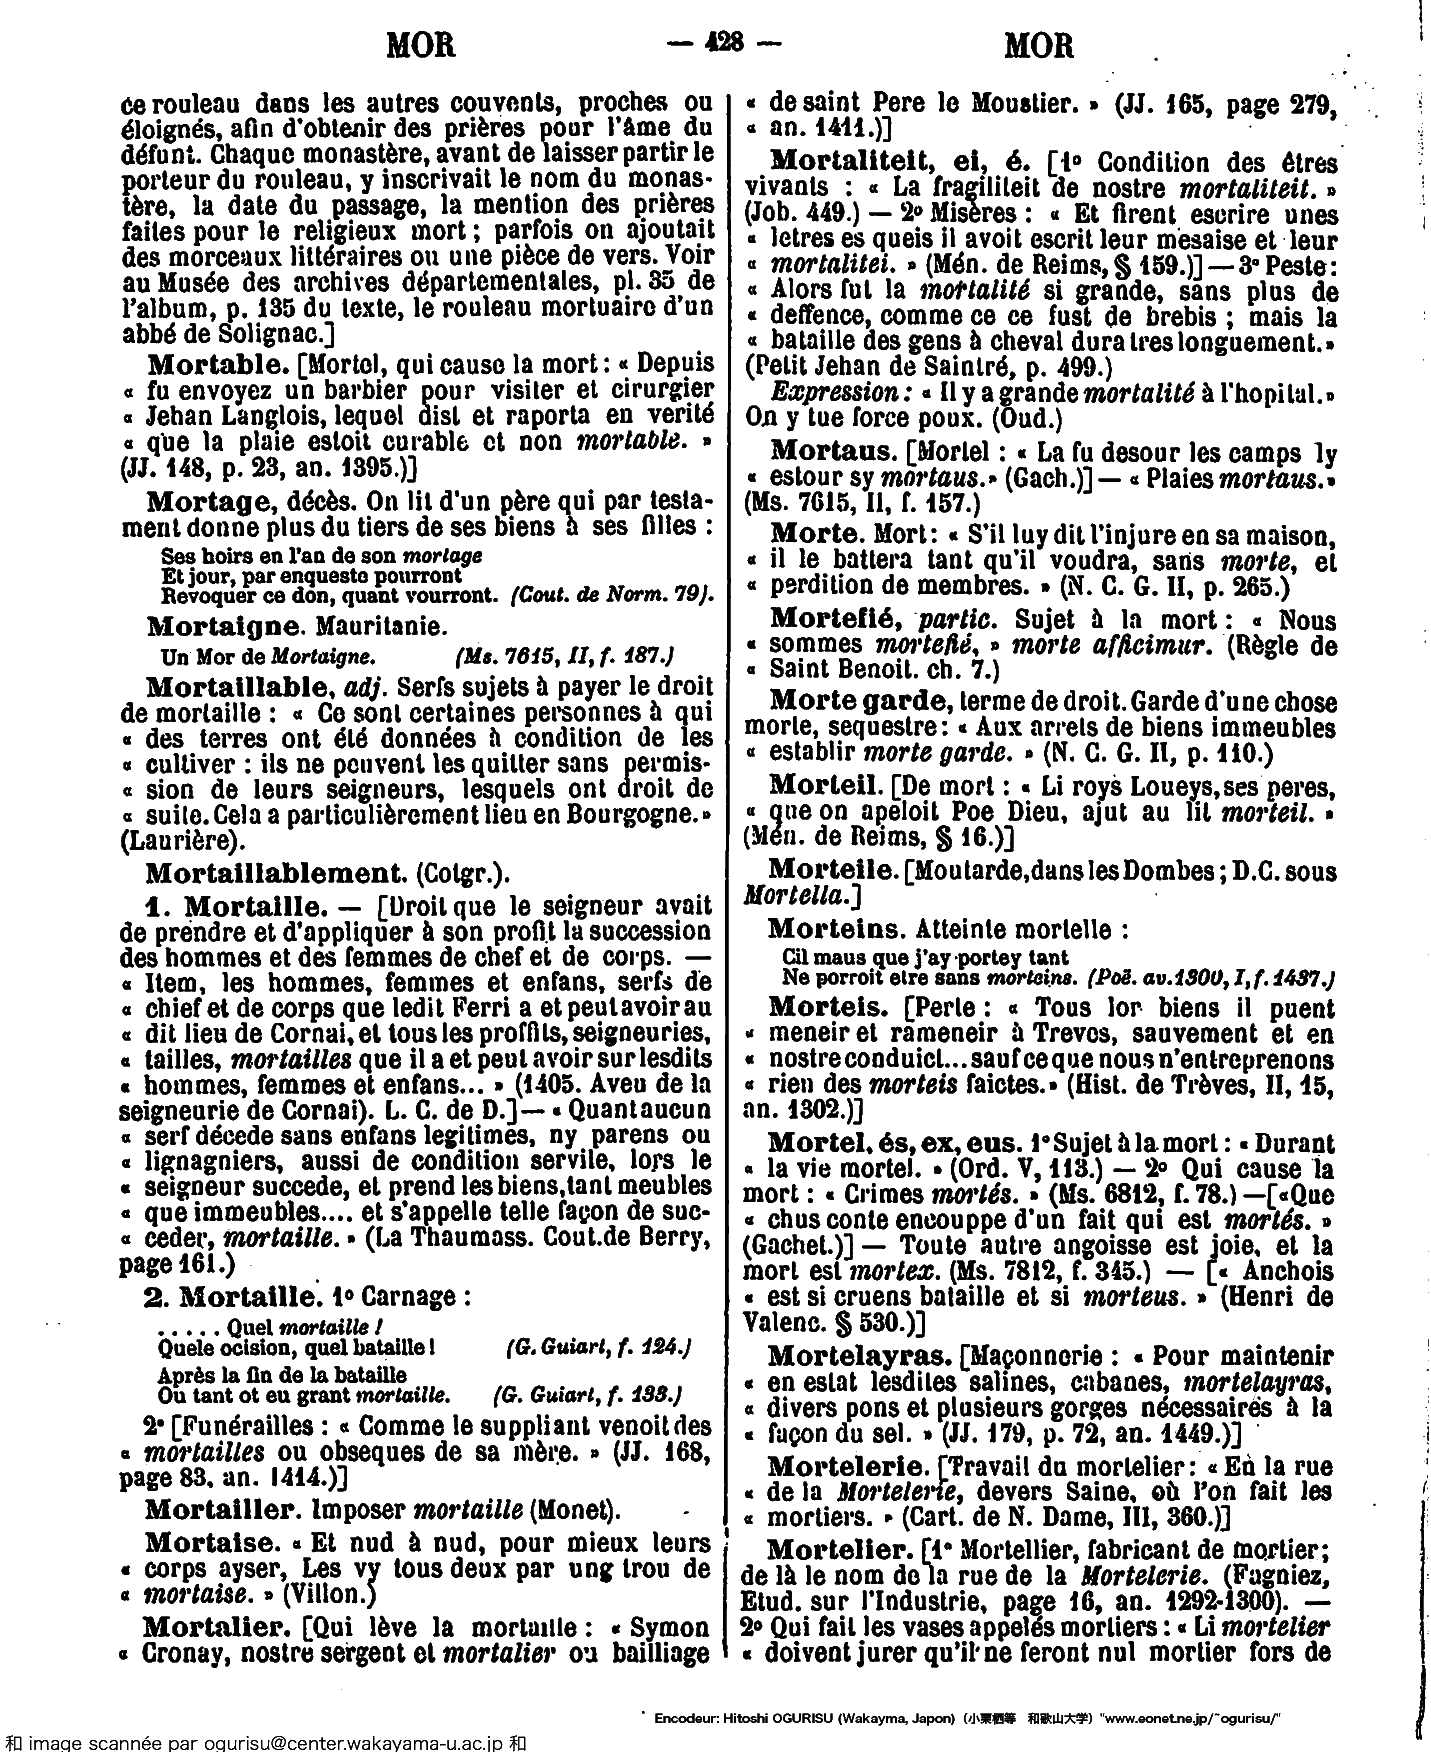 MOR — 428 — MOR
ce rouleau dans les autres couvents, proches ou
éloignés, afin d'obtenir des prières pour l'âme du
défunt. Chaque monastère, avant de laisser partir le
porteur du rouleau, y inscrivait le nom du monas-
tère, la date du passage, la mention des prières
faites pour le religieux mort ; parfois on ajoutait
des morceaux littéraires ou une pièce de vers. Voir
au Musée des archives départementales, pl. 35 de
l'album, p. 135 du texte, le rouleau mortuaire d'un
abbé de Solignac.]
Mortable. [Mortel, qui cause la mort : « Depuis
« fu envoyez un barbier pour visiter et cirurgier
« Jehan Langlois, lequel dist et raporta en verité
« que la plaie estoit curable et non mortable. »
(JJ. 148, p. 23, an. 1395.)]
Mortage, décès. On lit d'un père qui par testa-
ment donne plus du tiers de ses biens à ses filles :
Ses hoirs en l'an de son mortage
Et jour, par enqueste pourront
Revoquer ce don, quant vourront. (Cout. de Norm. 79).
Mortaigne. Mauritanie.
Un Mor de Mortaigne. (Ms. 7615, II, f. 187.)
Mortaillable, adj. Serfs sujets à payer le droit
de mortaille : « Ce sont certaines personnes à qui
« des terres ont été données à condition de les
« cultiver : ils ne peuvent les quitter sans permis-
« sion de leurs seigneurs, lesquels ont droit de
« suite. Cela a particulièrement lieu en Bourgogne. »
(Laurière).
Mortaillablement. (Cotgr.).
1. Mortaille. — [Droit que le seigneur avait
de prendre et d'appliquer à son profit la succession
des hommes et des femmes de chef et de corps. —
« Item, les hommes, femmes et enfans, serfs de
« chief et de corps que ledit Ferri a et peut avoir au
« dit lieu de Cornai, et tous les proffits, seigneuries,
« tailles, mortailles que il a et peut avoir sur lesdits
« hommes, femmes et enfans... » (1405. Aveu de la
seigneurie de Cornai). L. C. de D.] — « Quant aucun
« serf décede sans enfans legitimes, ny parens ou
« lignagniers, aussi de condition servile, lors le
« seigneur succede, et prend les biens, tant meubles
« que immeubles.... et s'appelle telle façon de suc-
« ceder, mortaille. » (La Thaumass. Cout. de Berry,
page 161.)
2. Mortaille. 1º Carnage :
..... Quel mortaille !
Quele ocision, quel bataille ! (G. Guiart, f. 124.)
Après la fin de la bataille
Ou tant ot eu grant mortaille. (G. Guiart, f. 133.)
2º [Funérailles : « Comme le suppliant venoit des
« mortailles ou obseques de sa mère. » (JJ. 168,
page 83, an. 1414.)]
Mortailler. Imposer mortaille (Monet).
Mortaise. « Et nud à nud, pour mieux leurs
« corps ayser, Les vy tous deux par ung trou de
« mortaise. » (Villon.)
Mortalier. [Qui lève la mortaille : « Symon
« Cronay, nostre sergent et mortalier ou bailliage
« de saint Pere le Moustier. » (JJ. 165, page 279,
« an. 1411.)]
Mortaliteit, ei, é. [1º Condition des êtres
vivants : « La fragiliteit de nostre mortaliteit. »
(Job. 449.) — 2º Misères : « Et firent escrire unes
« letres es queis il avoit escrit leur mesaise et leur
« mortalitei. » (Mén. de Reims, § 159.)] — 3º Peste :
« Alors fut la mortalité si grande, sans plus de
« deffence, comme ce ce fust de brebis ; mais la
« bataille des gens à cheval dura tres longuement. »
(Petit Jehan de Saintré, p. 499.)
Expression : « Il y a grande mortalité à l'hopital. »
On y tue force poux. (Oud.)
Mortaus. [Mortel : « La fu desour les camps ly
« estour sy mortaus. » (Gach.)] — « Plaies mortaus. »
(Ms. 7615, II, f. 157.)
Morte. Mort : « S'il luy dit l'injure en sa maison,
« il le battera tant qu'il voudra, sans morte, et
« perdition de membres. » (N. C. G. II, p. 265.)
Mortefié, partic. Sujet à la mort : « Nous
« sommes mortefié, » morte afficimur. (Règle de
« Saint Benoit. ch. 7.)
Morte garde, terme de droit. Garde d'une chose
morte, sequestre : « Aux arrets de biens immeubles
« establir morte garde. » (N. C. G. II, p. 110.)
Morteil. [De mort : « Li roys Loueys, ses peres,
« que on apeloit Poe Dieu, ajut au lit morteil. »
(Mén. de Reims, § 16.)]
Morteile. [Moutarde, dans les Dombes ; D. C. sous
Mortella.]
Morteins. Atteinte mortelle :
Cil maus que j'ay portey tant
Ne porroit etre sans morteins. (Poë. av. 1300, I, f. 1437.)
Morteis. [Perte : « Tous lor biens il puent
« meneir et rameneir à Treves, sauvement et en
« nostre conduict... sauf ce que nous n'entreprenons
« rien des morteis faictes. » (Hist. de Trèves, II, 15,
an. 1302.)]
Mortel, és, ex, eus. 1º Sujet à la mort : « Durant
« la vie mortel. » (Ord. V, 113.) — 2º Qui cause la
mort : « Crimes mortés. » (Ms. 6812, f. 78.) — [« Que
« chus conte encouppe d'un fait qui est mortés. »
(Gachet.)] — Toute autre angoisse est joie, et la
mort est mortex. (Ms. 7812, f. 345.) — [« Anchois
« est si cruens bataille et si morteus. » (Henri de
Valenc. § 530.)]
Mortelayras. [Maçonnerie : « Pour maintenir
« en estat lesdites salines, cabanes, mortelayras,
« divers pons et plusieurs gorges nécessaires à la
« façon du sel. » (JJ. 179, p. 72, an. 1449.)]
Mortelerie. [Travail du mortelier : « En la rue
« de la Mortelerie, devers Saine, où l'on fait les
« mortiers. » (Cart. de N. Dame, III, 360.)]
Mortelier. [1º Mortellier, fabricant de mortier ;
de là le nom de la rue de la Mortelerie. (Fagniez,
Etud. sur l'Industrie, page 16, an. 1292-1300). —
2º Qui fait les vases appelés mortiers : « Li mortelier
« doivent jurer qu'il ne feront nul mortier fors de
Encodeur: Hitoshi OGURISU (Wakayma, Japon) (小栗栖等 和歌山大学) "www.eonet.ne.jp/~ogurisu/"
和 image scannée par ogurisu@center.wakayama-u.ac.jp 和